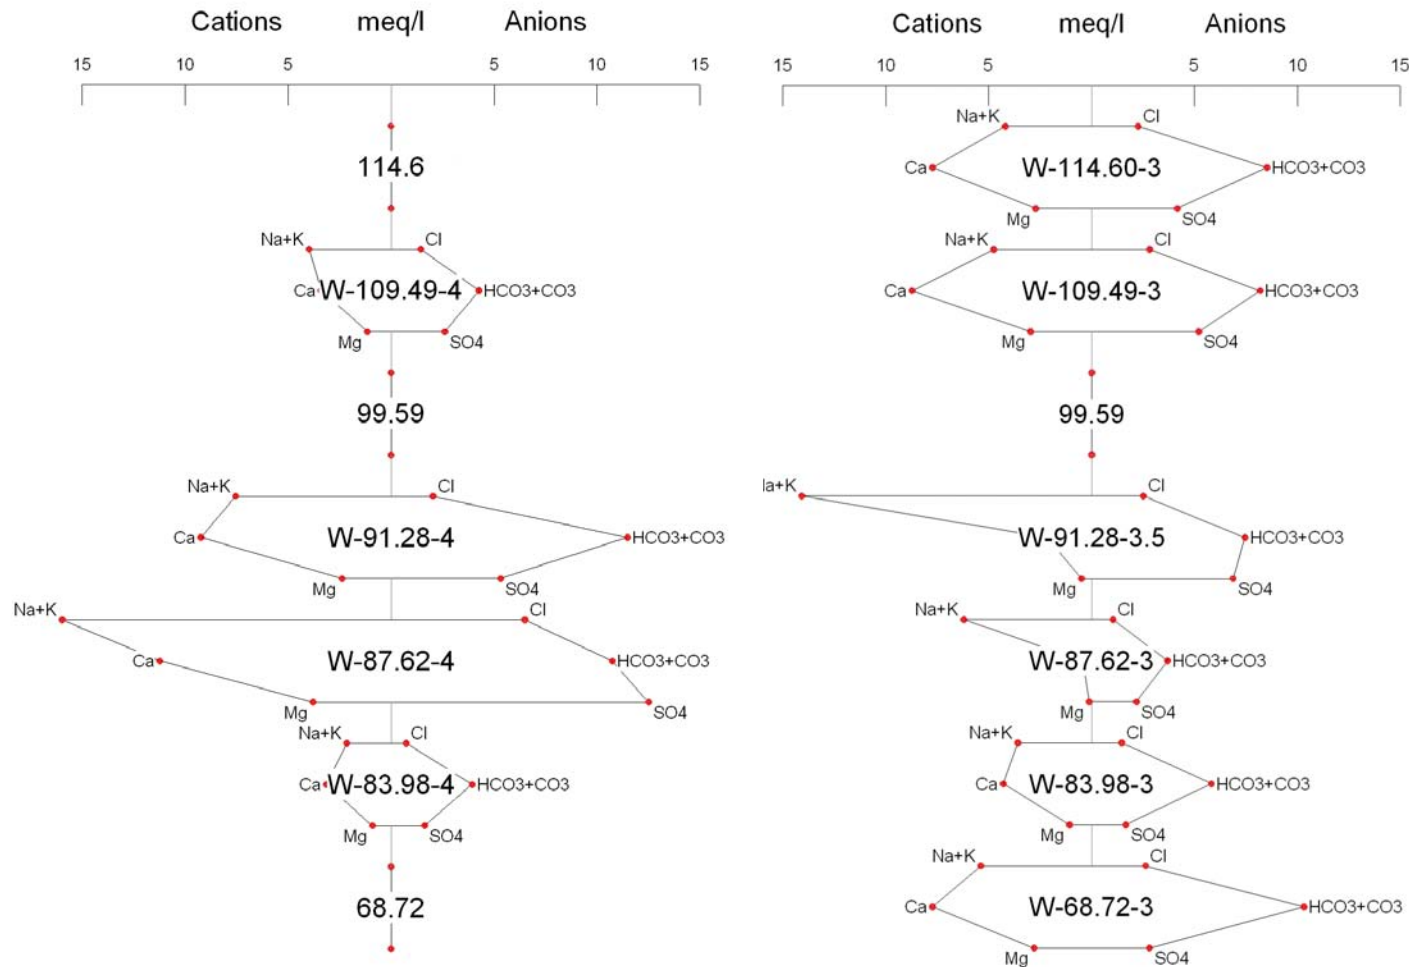 Cations meq/l Anions
15 10 5 5 10 15
114.6
Na+K Cl
Ca W-109.49-4 HCO3+CO3
Mg SO4
99.59
Na+K Cl
Ca W-91.28-4 HCO3+CO3
Mg SO4
Na+K Cl
Ca W-87.62-4 HCO3+CO3
Mg SO4
Na+K Cl
Ca W-83.98-4 HCO3+CO3
Mg SO4
68.72
Cations meq/l Anions
15 10 5 5 10 15
Na+K Cl
Ca W-114.60-3 HCO3+CO3
Mg SO4
Na+K Cl
Ca W-109.49-3 HCO3+CO3
Mg SO4
99.59
la+K Cl
W-91.28-3.5 HCO3+CO3
Mg SO4
Na+K Cl
W-87.62-3 HCO3+CO3
Mg SO4
Na+K Cl
Ca W-83.98-3 HCO3+CO3
Mg SO4
Na+K Cl
Ca W-68.72-3 HCO3+CO3
Mg SO4